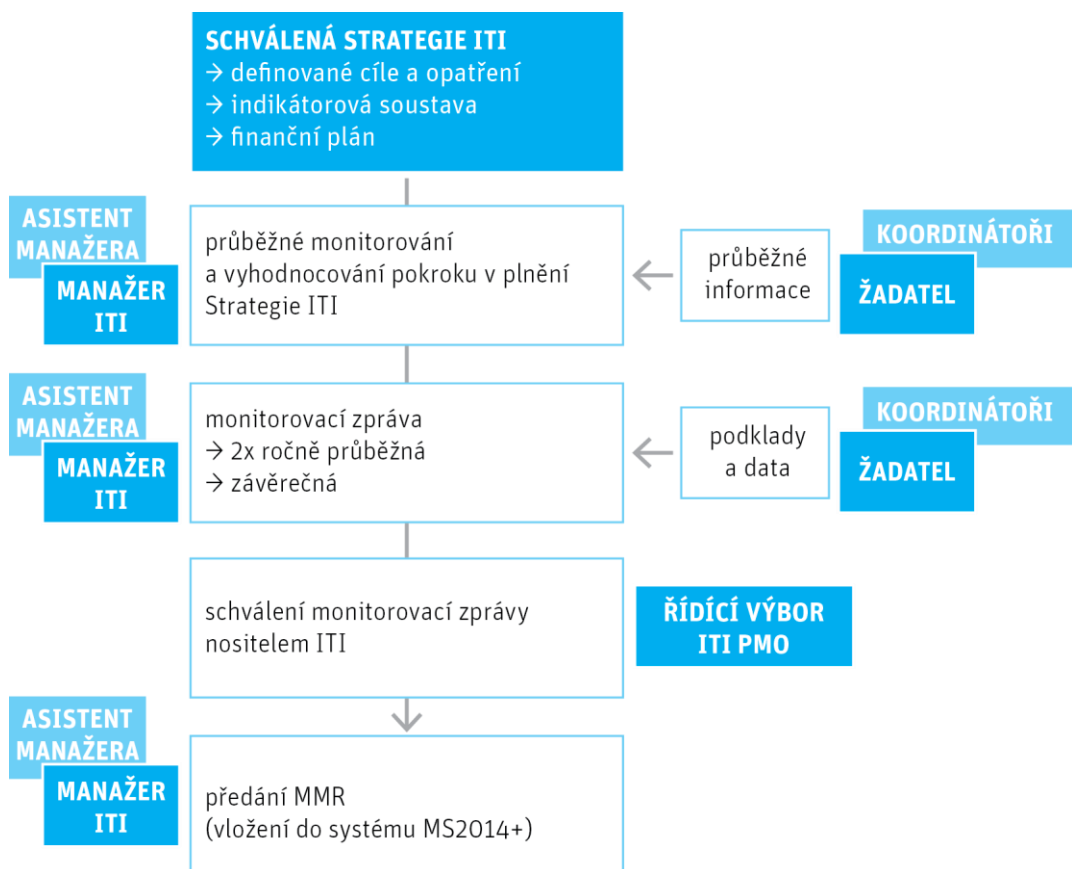 SCHVÁLENÁ STRATEGIE ITI
→ definované cíle a opatření
→ indikátorová soustava
→ finanční plán
ASISTENT
MANAŽERA
MANAŽER
ITI
průběžné monitorování
a vyhodnocování pokroku v plnění
Strategie ITI
průběžné
informace
KOORDINÁTOŘI
ŽADATEL
ASISTENT
MANAŽERA
MANAŽER
ITI
monitorovací zpráva
→ 2x ročně průběžná
→ závěrečná
podklady
a data
KOORDINÁTOŘI
ŽADATEL
schválení monitorovací zprávy
nositelem ITI
ŘÍDÍCÍ VÝBOR
ITI PMO
ASISTENT
MANAŽERA
MANAŽER
ITI
předání MMR
(vložení do systému MS2014+)